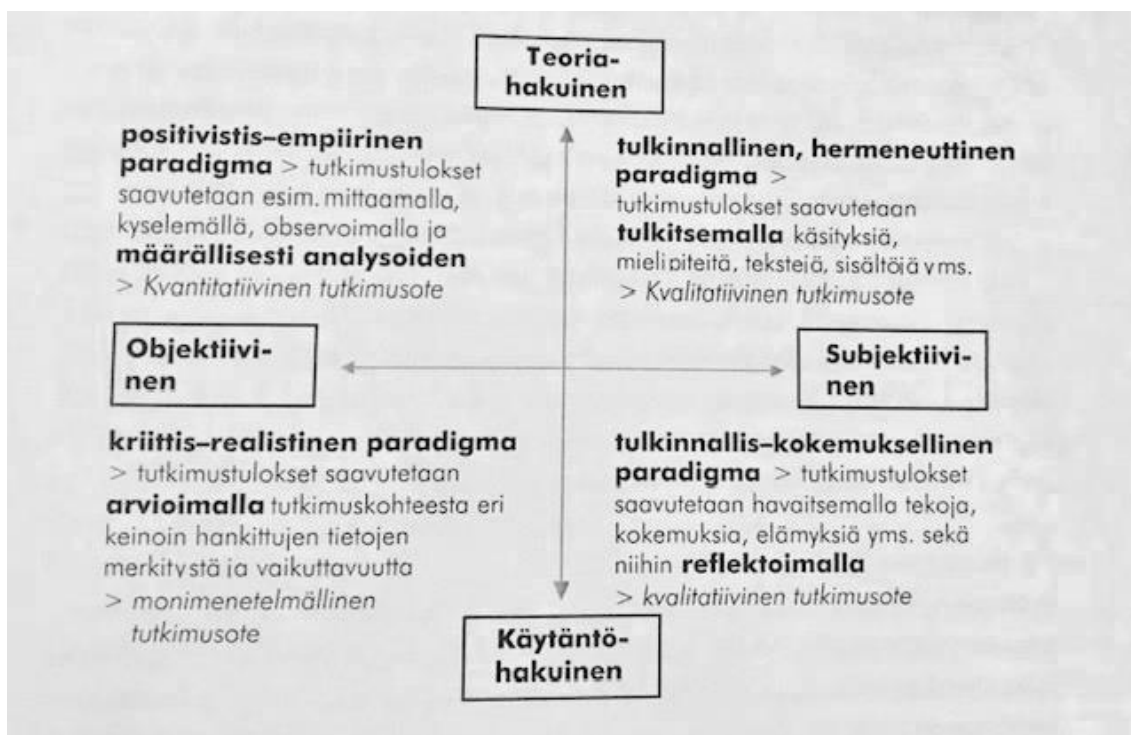 Teoria-
hakuinen
positivistis–empiirinen
paradigma > tutkimustulokset
saavutetaan esim. mittaamalla,
kyselemällä, observoimalla ja
määrällisesti analysoiden
> Kvantitatiivinen tutkimusote
tulkinnallinen, hermeneuttinen
paradigma >
tutkimustulokset saavutetaan
tulkitsemalla käsityksiä,
mielipiteitä, tekstejä, sisältöjä yms.
> Kvalitatiivinen tutkimusote
Objektiivi-
nen
Subjektiivi-
nen
kriittis–realistinen paradigma
> tutkimustulokset saavutetaan
arvioimalla tutkimuskohteesta eri
keinoin hankittujen tietojen
merkitystä ja vaikuttavuutta
> monimenetelmällinen
tutkimusote
tulkinnallis–kokemuksellinen
paradigma > tutkimustulokset
saavutetaan havaitsemalla tekoja,
kokemuksia, elämyksiä yms. sekä
niihin reflektoimalla
> kvalitatiivinen tutkimusote
Käytäntö-
hakuinen